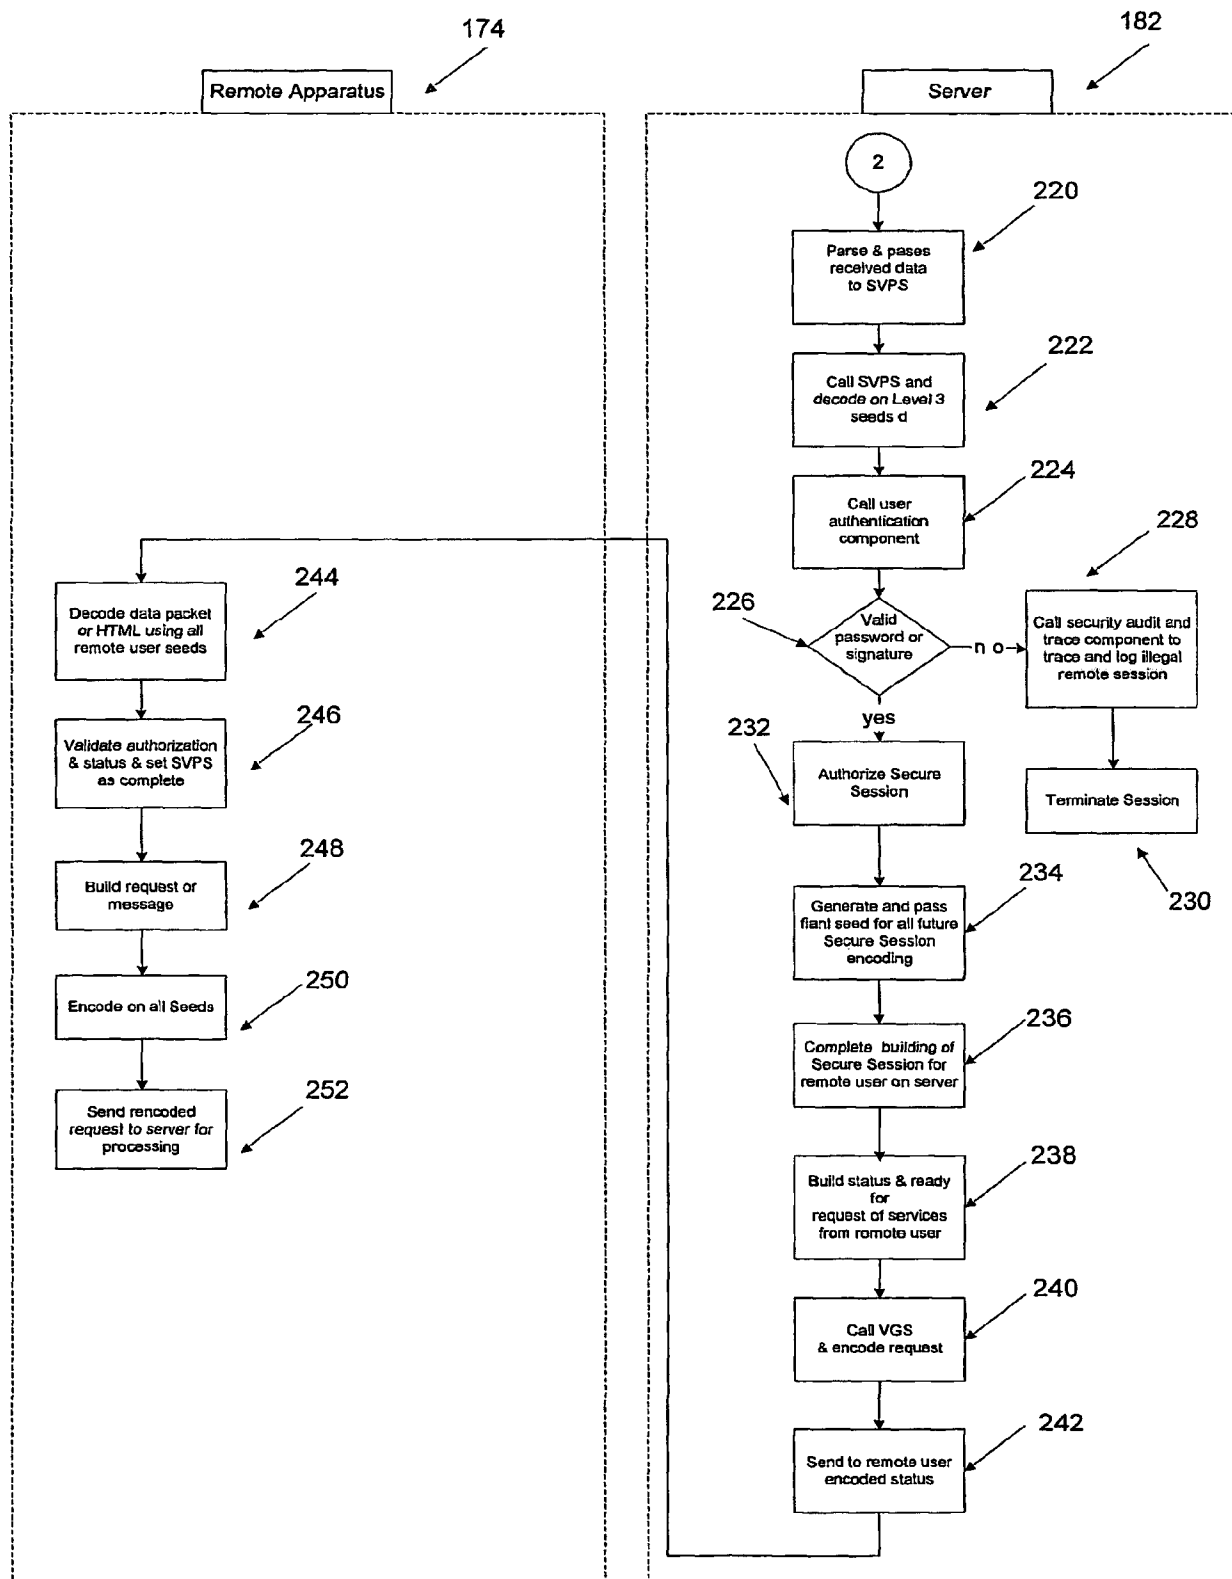 174
Remote Apparatus
244
Decode data packet
or HTML using all
remote user seeds
246
Validate authorization
& status & set SVPS
as complete
248
Build request or
message
250
Encode on all Seeds
252
Send rencoded
request to server for
processing
182
Server
2
220
Parse & pases
received data
to SVPS
222
Call SVPS and
decode on Level 3
seeds d
224
Call user
authentication
component
226
Valid
password or
signature
no
228
Call security audit and
trace component to
trace and log illegal
remote session
Terminate Session
230
yes
232
Authorize Secure
Session
234
Generate and pass
fiant seed for all future
Secure Session
encoding
236
Complete building of
Secure Session for
remote user on server
238
Build status & ready
for
request of services
from remote user
240
Call VGS
& encode request
242
Send to remote user
encoded status